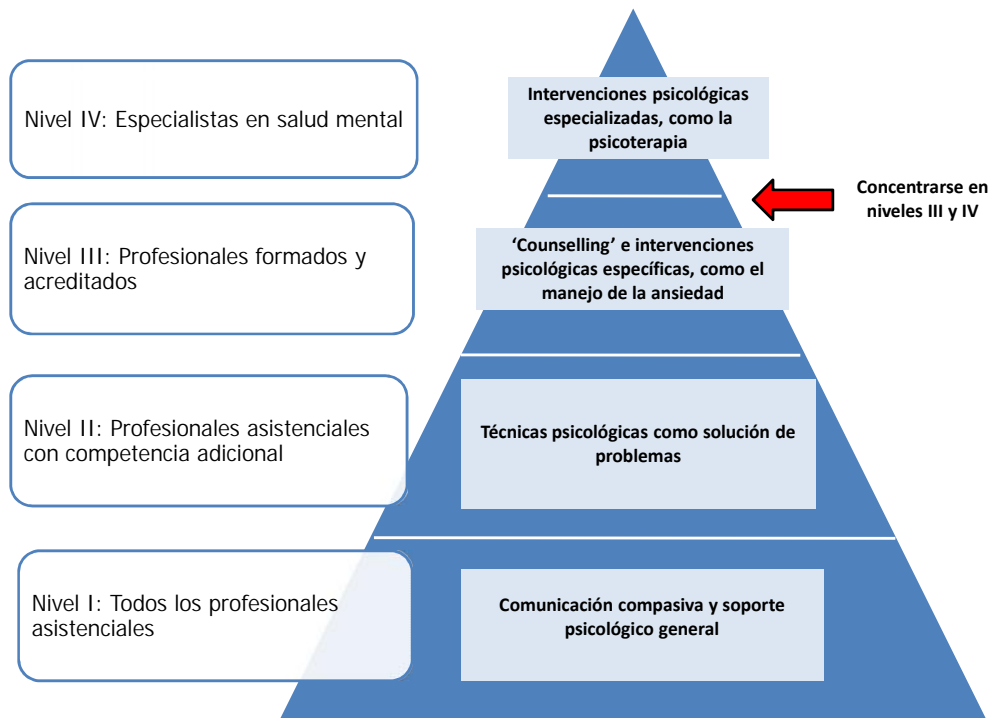 Nivel IV: Especialistas en salud mental
Intervenciones psicológicas
especializadas, como la
psicoterapia
Concentrarse en
niveles III y IV
Nivel III: Profesionales formados y
acreditados
‘Counselling’ e intervenciones
psicológicas específicas, como el
manejo de la ansiedad
Nivel II: Profesionales asistenciales
con competencia adicional
Técnicas psicológicas como solución de
problemas
Nivel I: Todos los profesionales
asistenciales
Comunicación compasiva y soporte
psicológico general